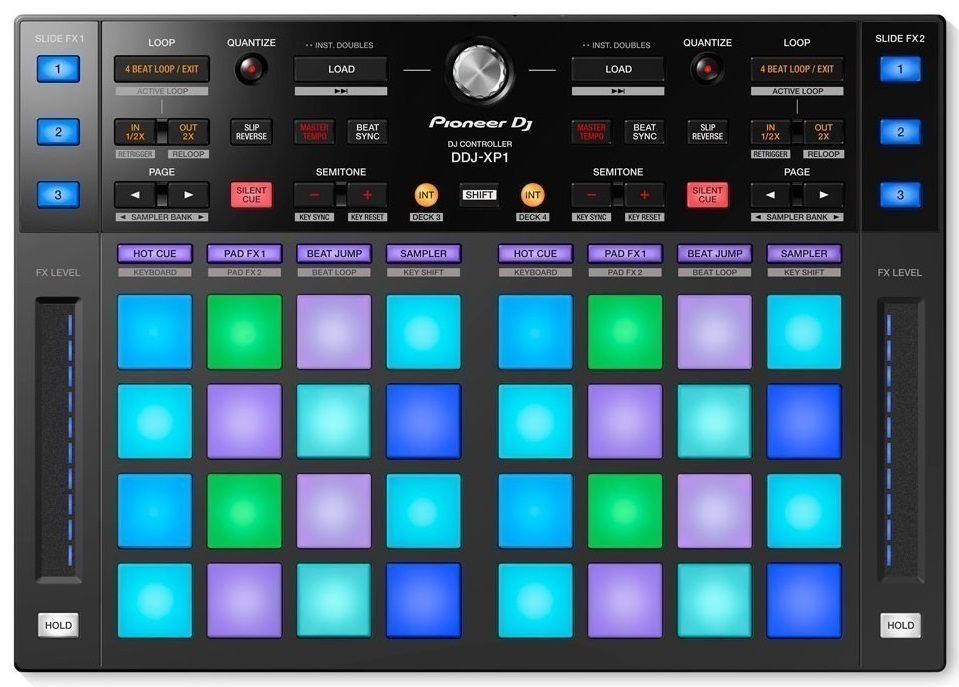 SLIDE FX1
LOOP
QUANTIZE
INST. DOUBLES
INST. DOUBLES
QUANTIZE
LOOP
SLIDE FX2
1
4 BEAT LOOP / EXIT
LOAD
LOAD
4 BEAT LOOP / EXIT
1
ACTIVE LOOP
ACTIVE LOOP
2
IN 1/2X
OUT 2X
SLIP REVERSE
MASTER TEMPO
BEAT SYNC
Pioneer Dj
MASTER TEMPO
BEAT SYNC
SLIP REVERSE
IN 1/2X
OUT 2X
2
RETRIGGER
RELOOP
DJ CONTROLLER
DDJ-XP1
RETRIGGER
RELOOP
PAGE
SEMITONE
SEMITONE
PAGE
3
SILENT CUE
- +
INT
SHIFT
INT
- +
SILENT CUE
3
SAMPLER BANK
KEY SYNC
KEY RESET
DECK 3
DECK 4
KEY SYNC
KEY RESET
SAMPLER BANK
HOT CUE
PAD FX1
BEAT JUMP
SAMPLER
HOT CUE
PAD FX1
BEAT JUMP
SAMPLER
FX LEVEL
KEYBOARD
PAD FX2
BEAT LOOP
KEY SHIFT
KEYBOARD
PAD FX2
BEAT LOOP
KEY SHIFT
FX LEVEL
HOLD
HOLD